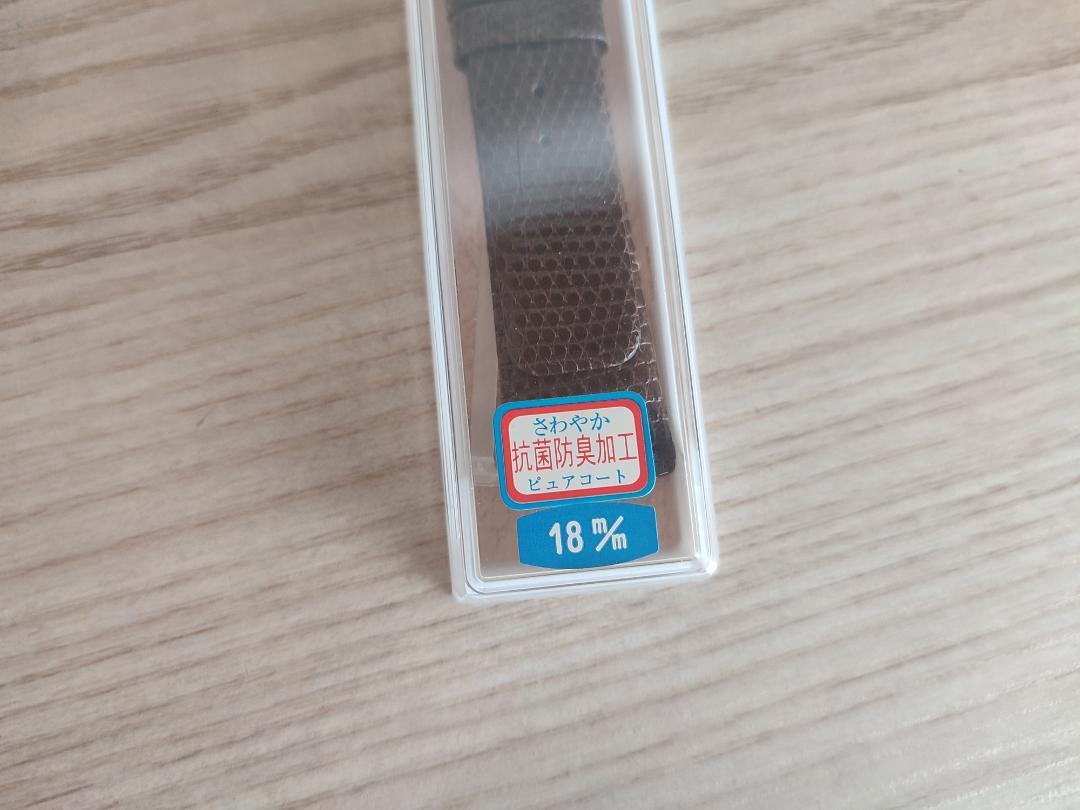 さわやか
抗菌防臭加工
ピュアコート
18 m/m